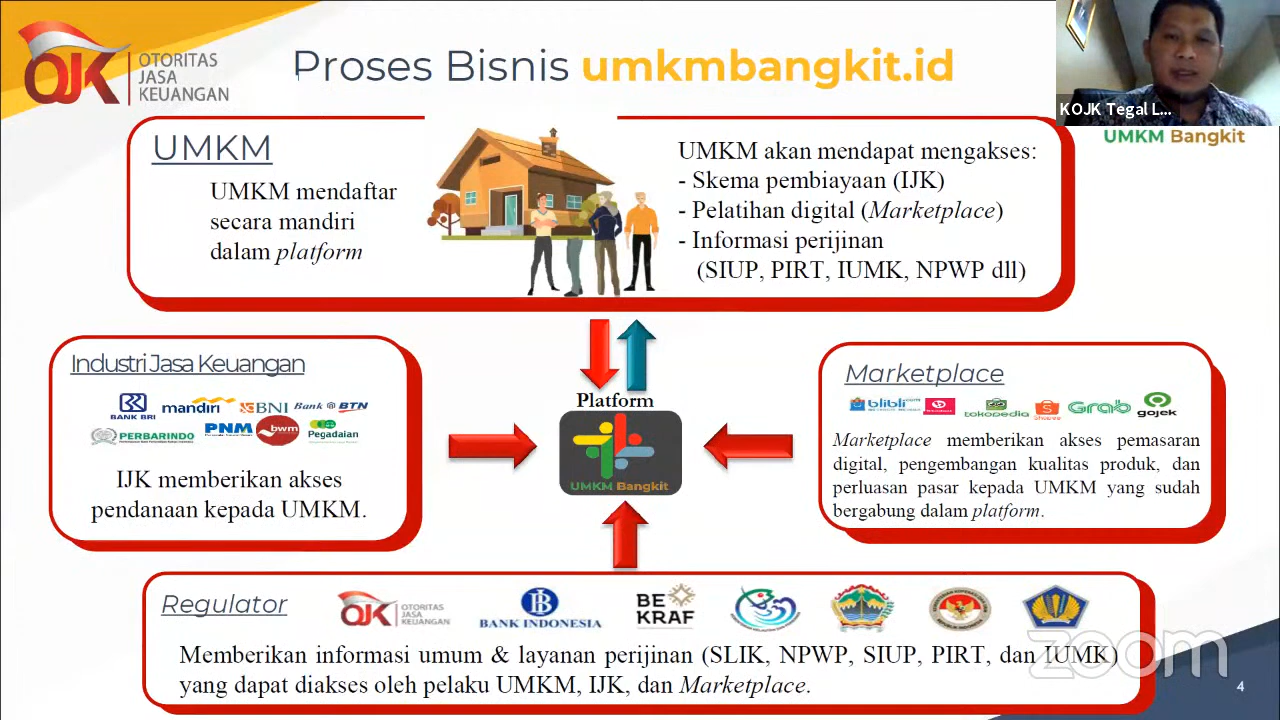 OJK
OTORITAS
JASA
KEUANGAN
Proses Bisnis umkmbangkit.id
KOJK Tegal L...
UMKM Bangkit
UMKM
UMKM mendaftar
secara mandiri
dalam platform
UMKM akan mendapat mengakses:
- Skema pembiayaan (IJK)
- Pelatihan digital (Marketplace)
- Informasi perijinan
(SIUP, PIRT, IUMK, NPWP dll)
Industri Jasa Keuangan
BANK BRI
mandiri
BNI
Bank BTN
PERBARINDO
PNM
bwm
Pegadaian
IJK memberikan akses
pendanaan kepada UMKM.
Platform
UMKM Bangkit
Marketplace
blibli.com
tokopedia
Shopee
Grab
gojek
Marketplace memberikan akses pemasaran
digital, pengembangan kualitas produk, dan
perluasan pasar kepada UMKM yang sudah
bergabung dalam platform.
Regulator
OJK
OTORITAS
JASA
KEUANGAN
BANK INDONESIA
BE
KRAF
Memberikan informasi umum & layanan perijinan (SLIK, NPWP, SIUP, PIRT, dan IUMK)
yang dapat diakses oleh pelaku UMKM, IJK, dan Marketplace.
zoom
4